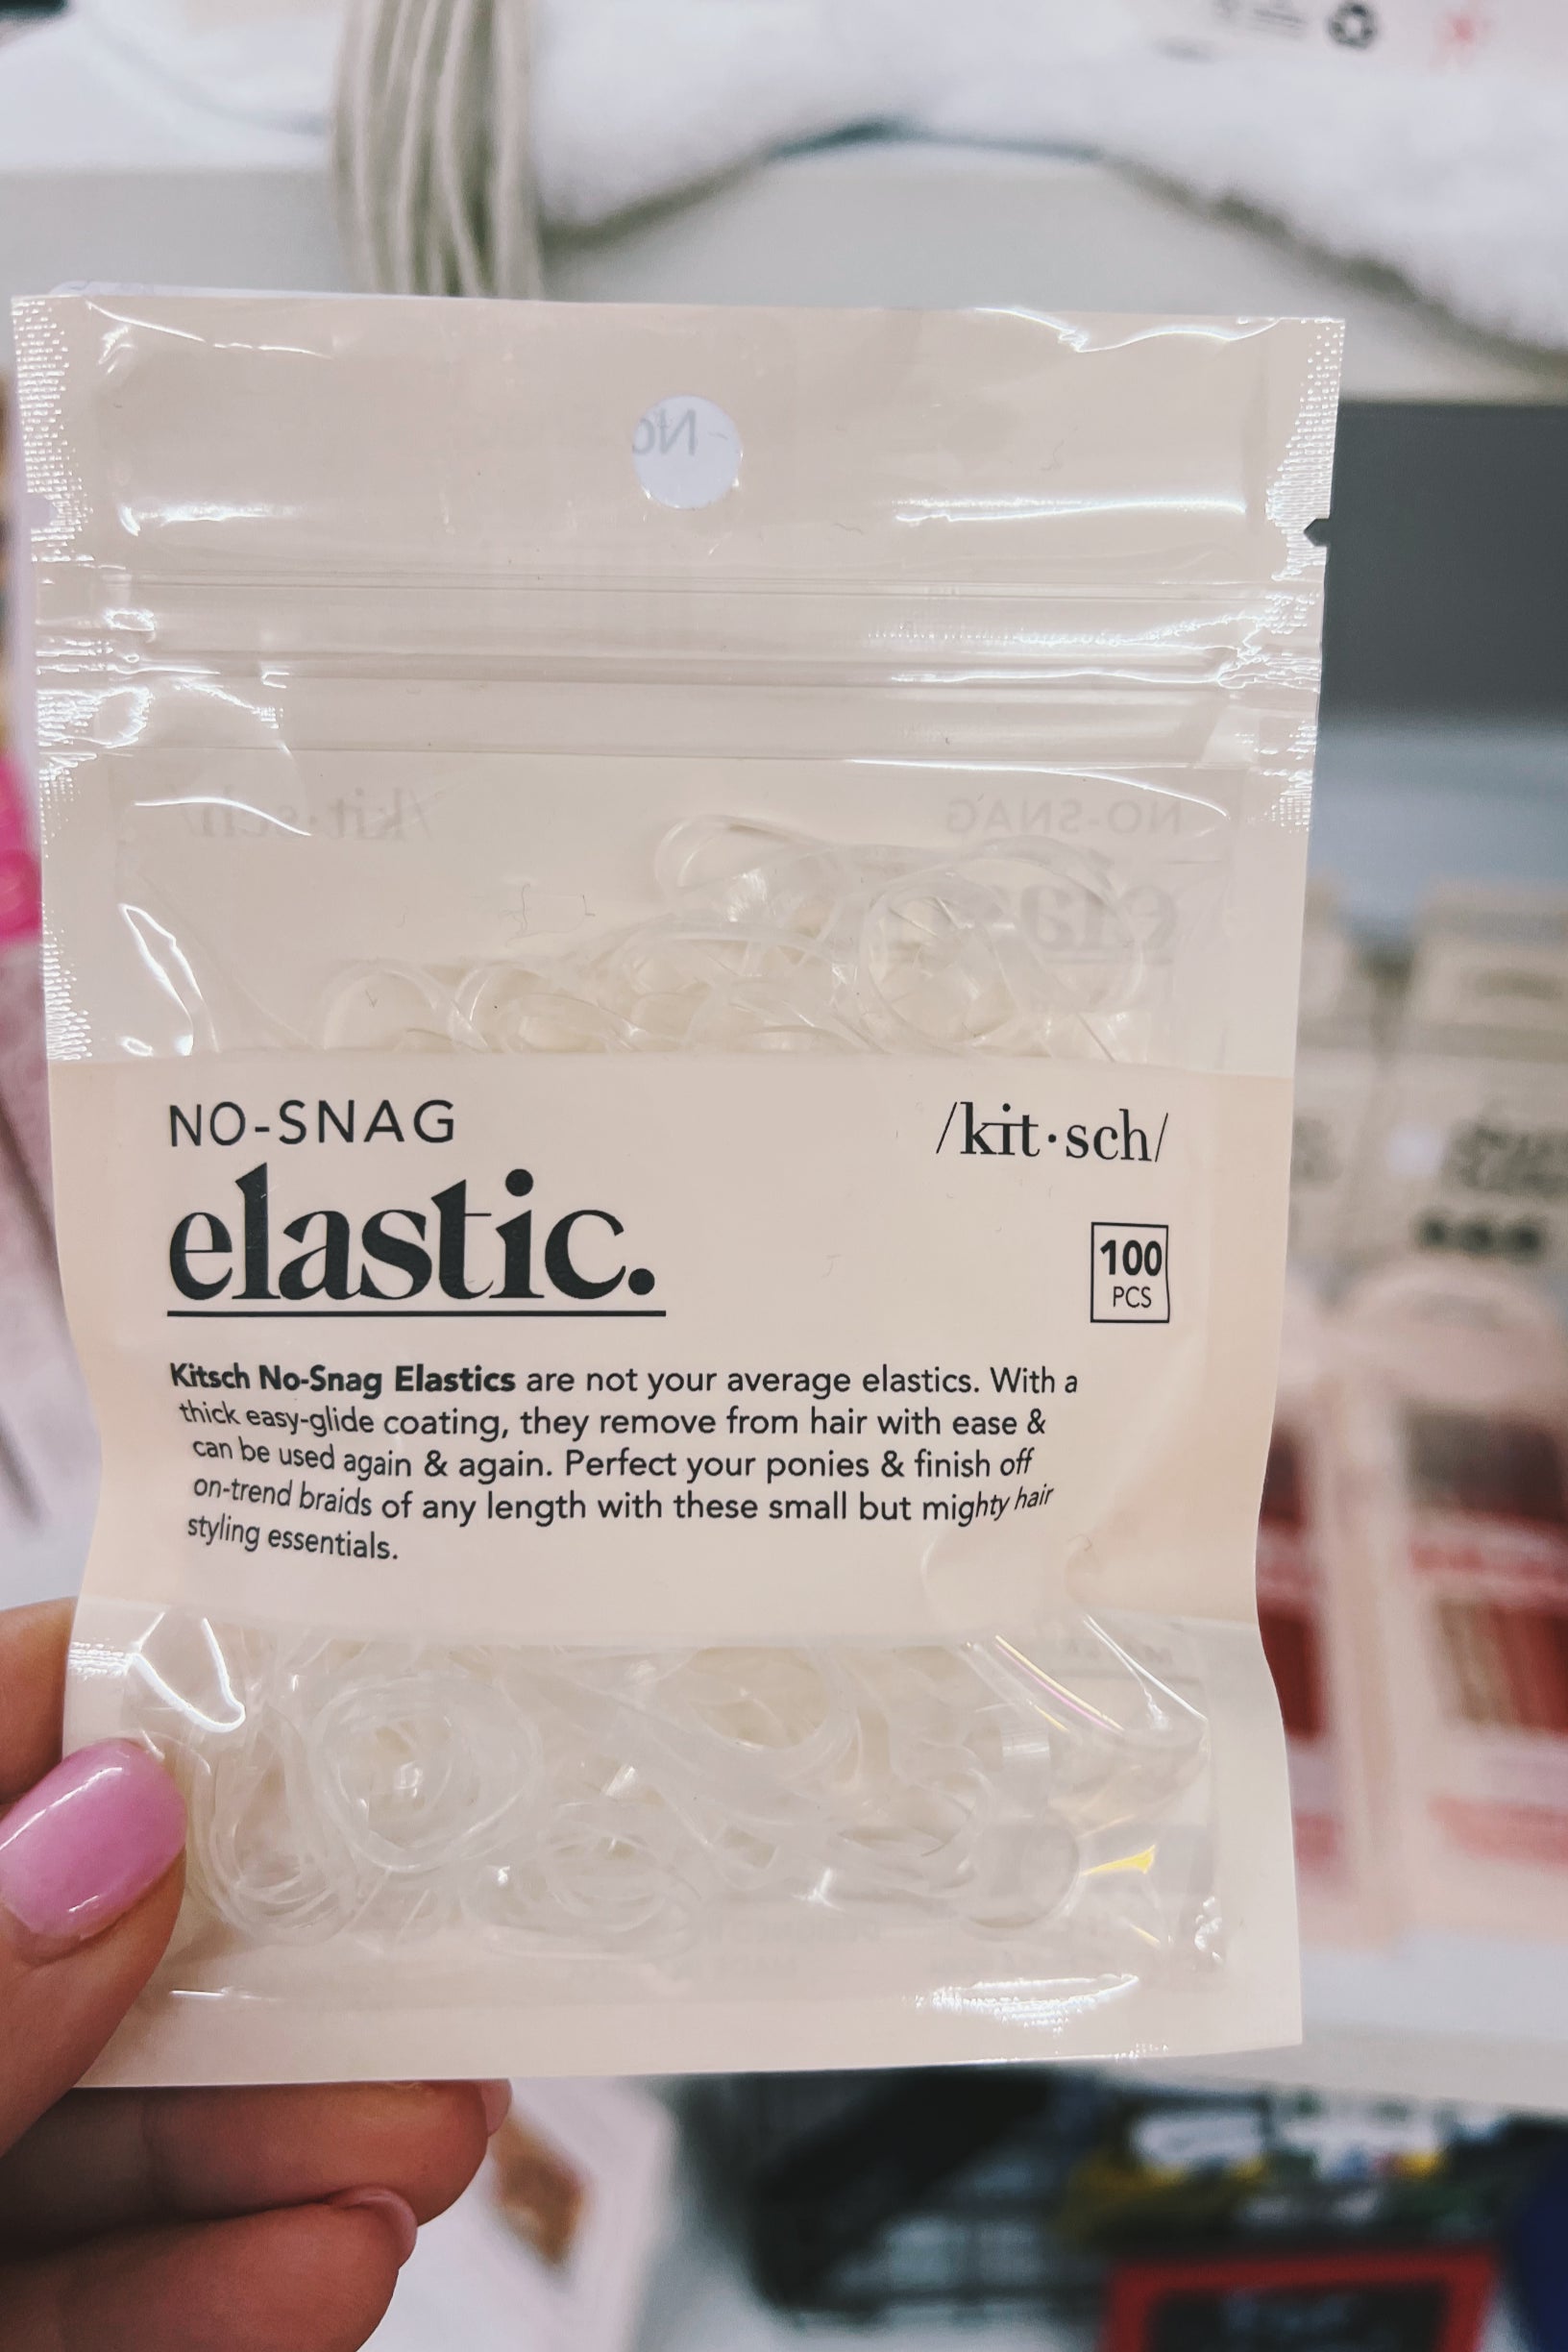 NO-SNAG
elastic.
/kit·sch/
100
PCS
Kitsch No-Snag Elastics are not your average elastics. With a
thick easy-glide coating, they remove from hair with ease &
can be used again & again. Perfect your ponies & finish off
on-trend braids of any length with these small but mighty hair
styling essentials.